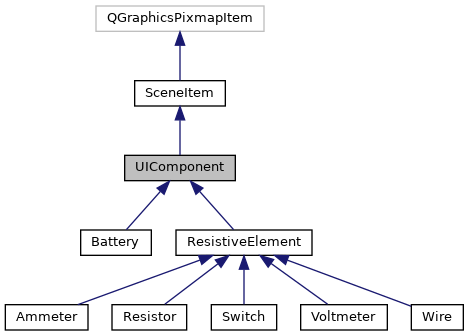 QGraphicsPixmapItem
SceneItem
UIComponent
Battery
ResistiveElement
Ammeter
Resistor
Switch
Voltmeter
Wire